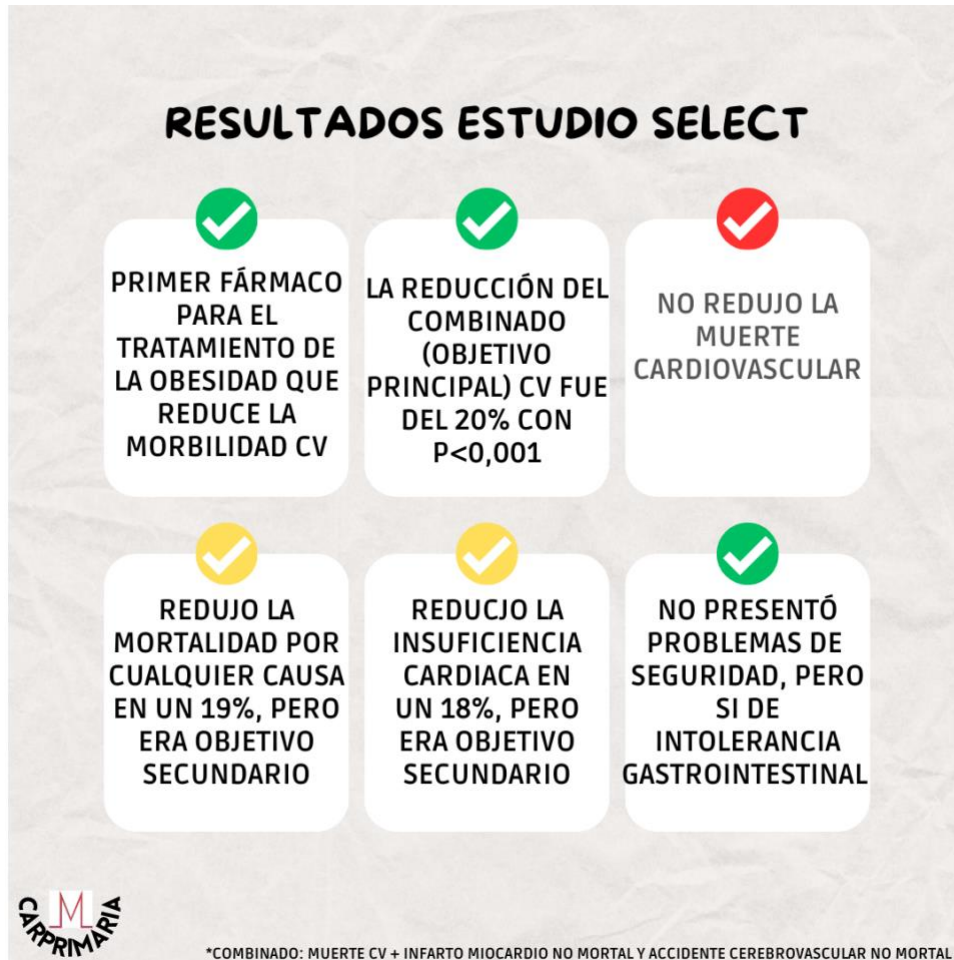 RESULTADOS ESTUDIO SELECT
PRIMER FÁRMACO
PARA EL
TRATAMIENTO DE
LA OBESIDAD QUE
REDUCE LA
MORBILIDAD CV
LA REDUCCIÓN DEL
COMBINADO
(OBJETIVO
PRINCIPAL) CV FUE
DEL 20% CON
P<0,001
NO REDUJO LA
MUERTE
CARDIOVASCULAR
REDUJO LA
MORTALIDAD POR
CUALQUIER CAUSA
EN UN 19%, PERO
ERA OBJETIVO
SECUNDARIO
REDUCJO LA
INSUFICIENCIA
CARDIACA EN
UN 18%, PERO
ERA OBJETIVO
SECUNDARIO
NO PRESENTÓ
PROBLEMAS DE
SEGURIDAD, PERO
SI DE
INTOLERANCIA
GASTROINTESTINAL
CARPRIMARIA
*COMBINADO: MUERTE CV + INFARTO MIOCARDIO NO MORTAL Y ACCIDENTE CEREBROVASCULAR NO MORTAL